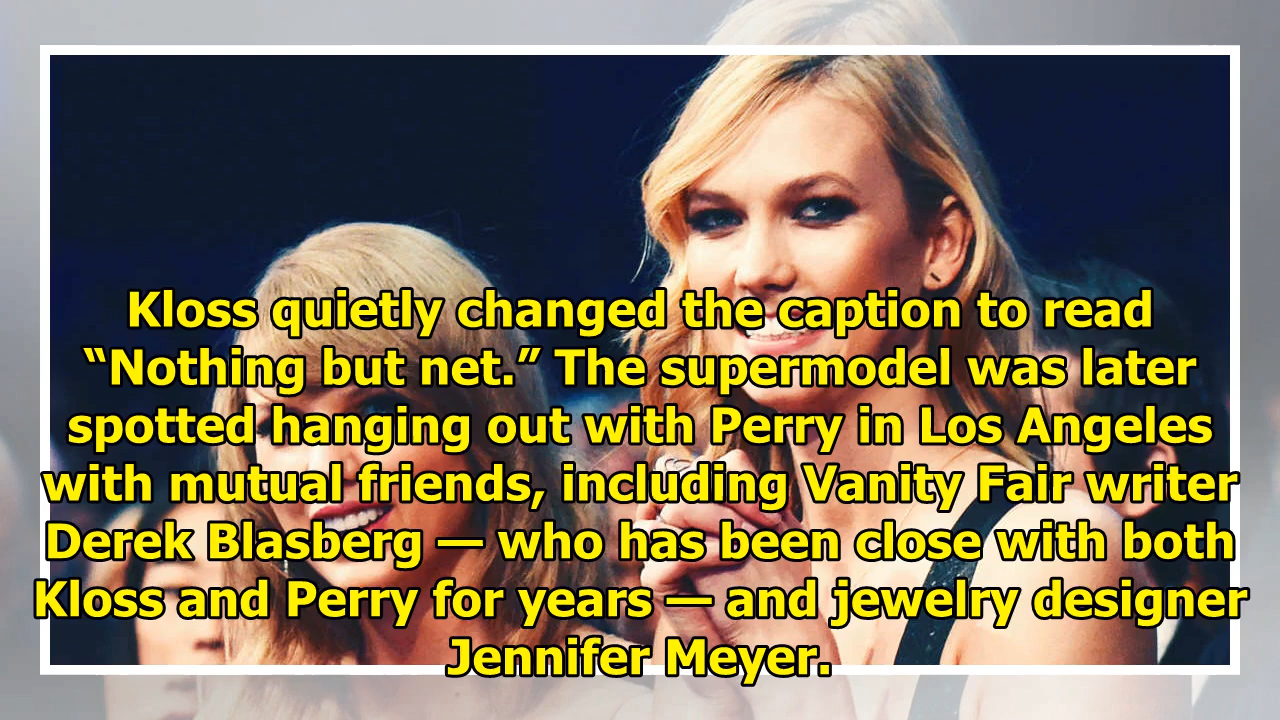 Kloss quietly changed the caption to read
“Nothing but net.” The supermodel was later
spotted hanging out with Perry in Los Angeles
with mutual friends, including Vanity Fair writer
Derek Blasberg — who has been close with both
Kloss and Perry for years — and jewelry designer
Jennifer Meyer.